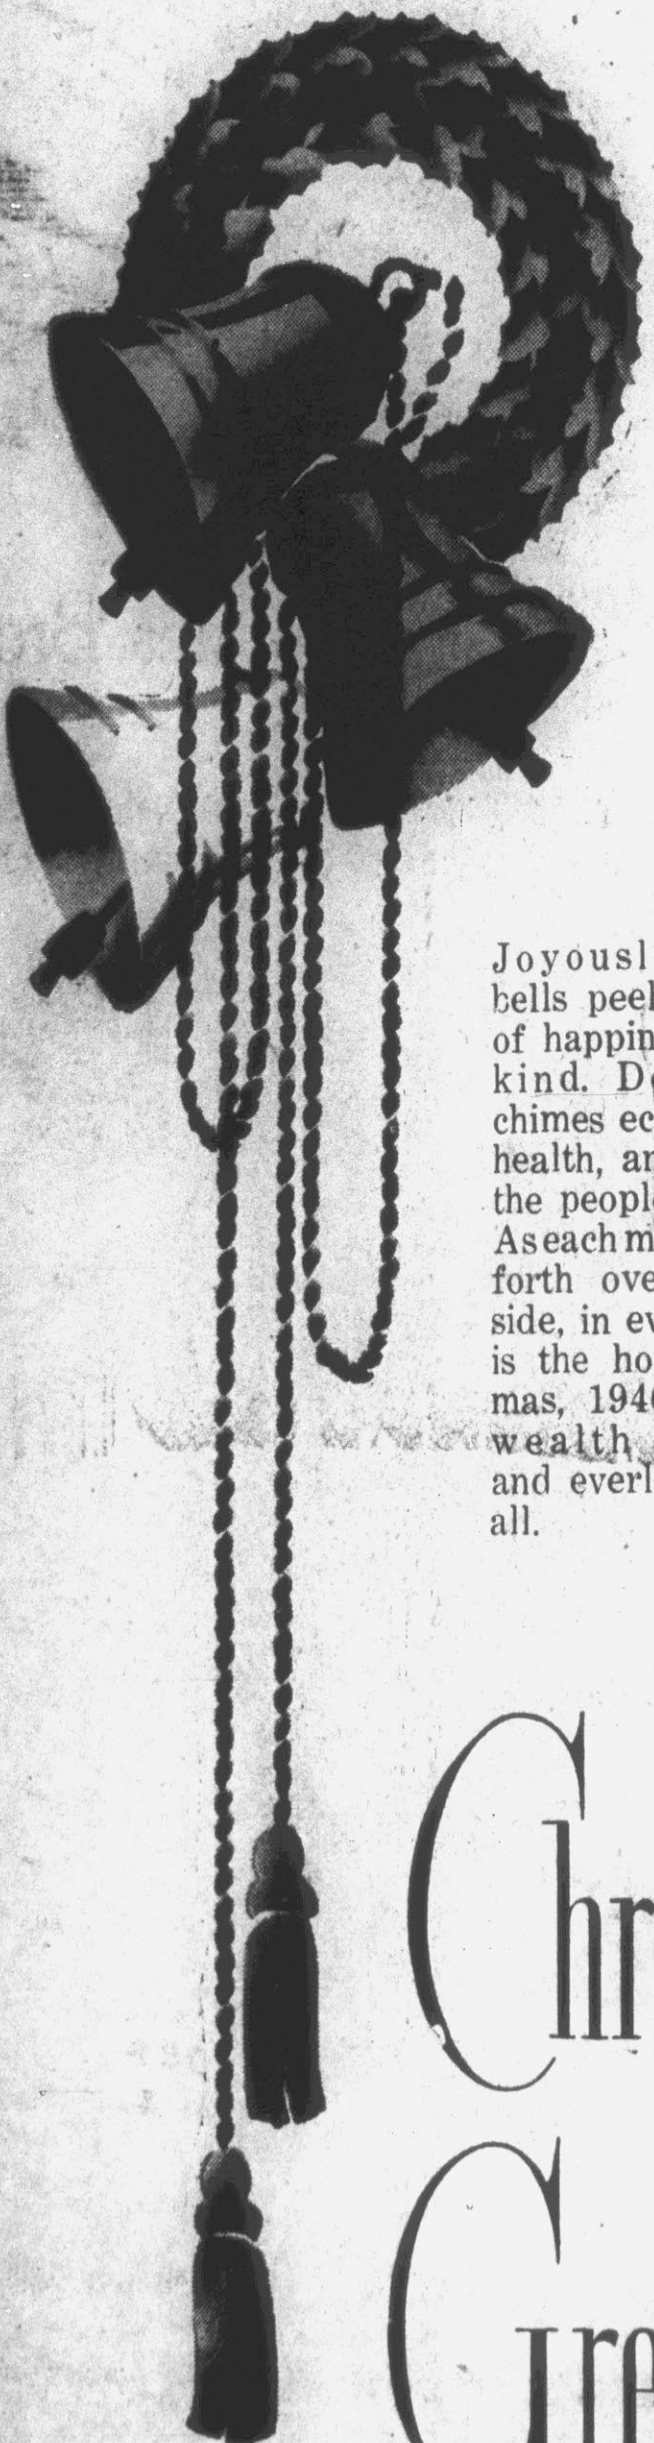 Joyousl
bells peel
of happin
kind. D
chimes ec
health, an
the peopl
As each m
forth ove
side, in ev
is the ho
mas, 194
wealth
and everl
all.
Chr
Gre